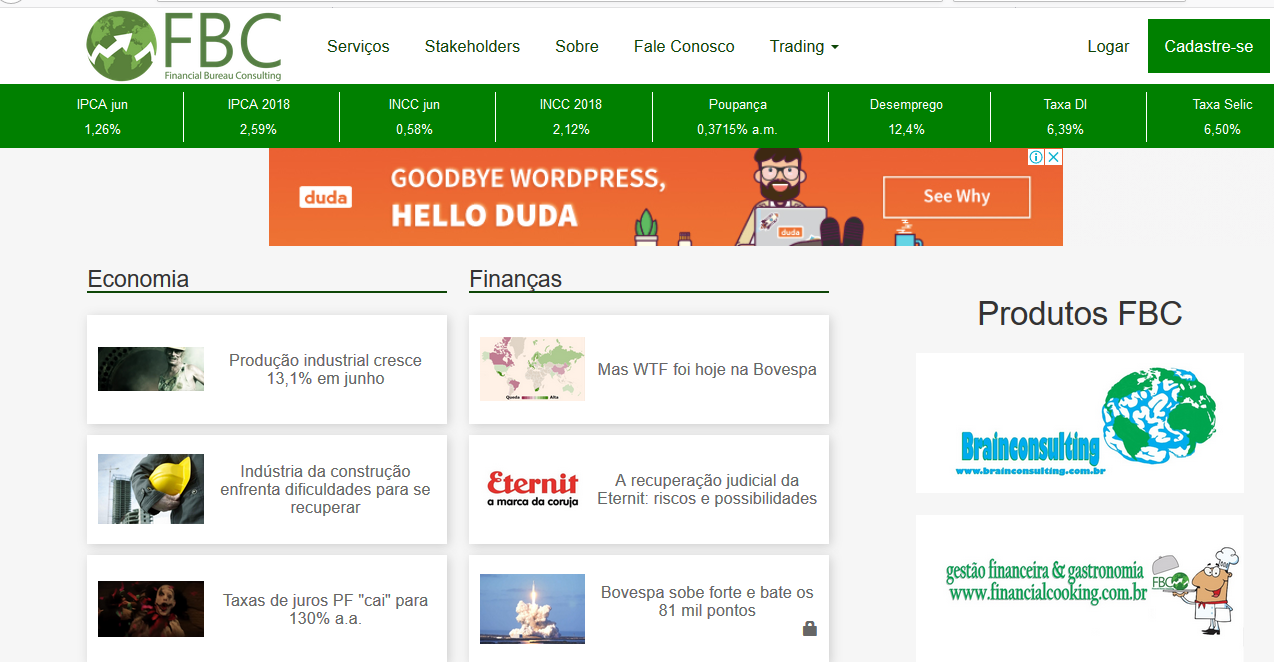 FBC
Financial Bureau Consulting
Serviços
Stakeholders
Sobre
Fale Conosco
Trading
Logar
Cadastre-se
IPCA jun
1,26%
IPCA 2018
2,59%
INCC jun
0,58%
INCC 2018
2,12%
Poupança
0,3715% a.m.
Desemprego
12,4%
Taxa DI
6,39%
Taxa Selic
6,50%
duda
GOODBYE WORDPRESS,
HELLO DUDA
duda
See Why
Economia
Produção industrial cresce
13,1% em junho
Indústria da construção
enfrenta dificuldades para se
recuperar
Taxas de juros PF "cai" para
130% a.a.
Finanças
Queda
Alta
Mas WTF foi hoje na Bovespa
Eternit
a marca da coruja
A recuperação judicial da
Eternit: riscos e possibilidades
Bovespa sobe forte e bate os
81 mil pontos
Produtos FBC
Brainconsulting
www.brainconsulting.com.br
gestão financeira & gastronomia
www.financialcooking.com.br
FBC